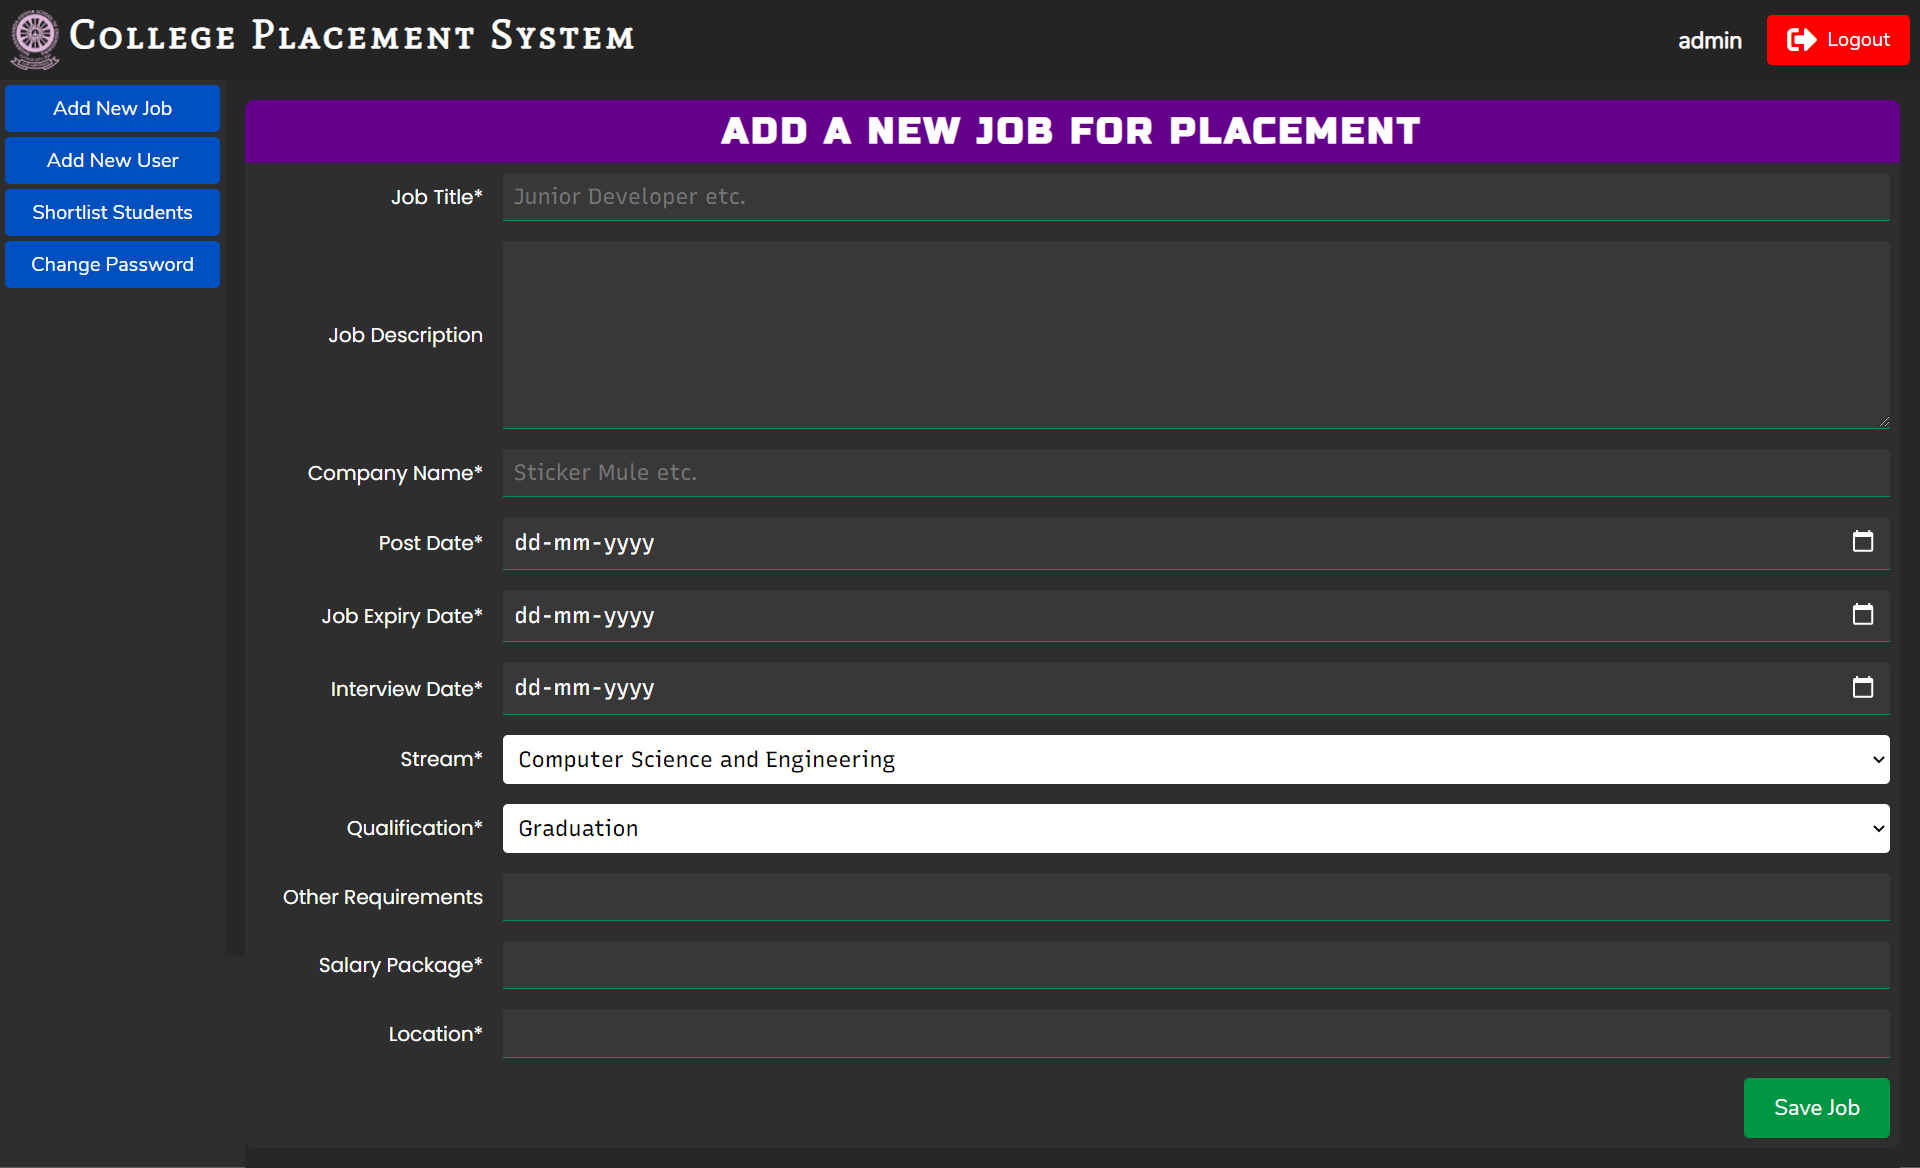 College Placement System
admin
Logout
Add New Job
Add New User
Shortlist Students
Change Password
ADD A NEW JOB FOR PLACEMENT
Job Title*
Junior Developer etc.
Job Description
Company Name*
Sticker Mule etc.
Post Date*
dd-mm-yyyy
Job Expiry Date*
dd-mm-yyyy
Interview Date*
dd-mm-yyyy
Stream*
Computer Science and Engineering
Qualification*
Graduation
Other Requirements
Salary Package*
Location*
Save Job